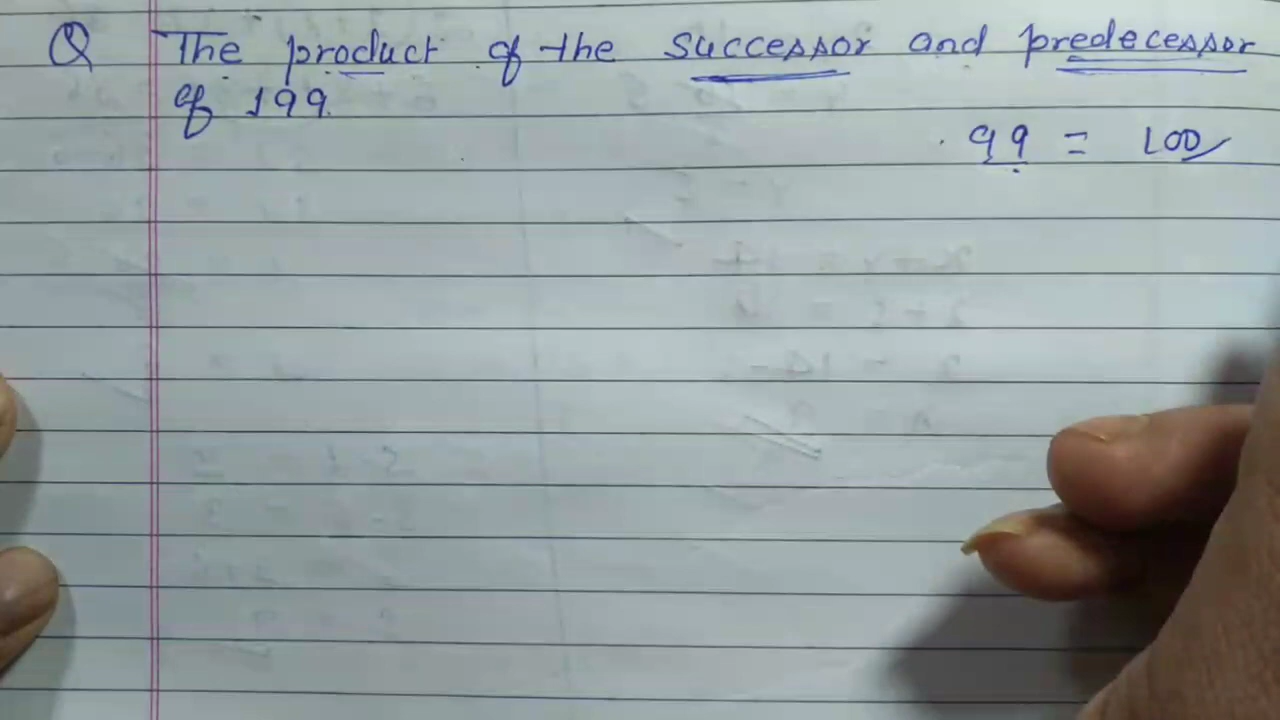 Q The product of the successor and predecessor
of 199.
99 = 100